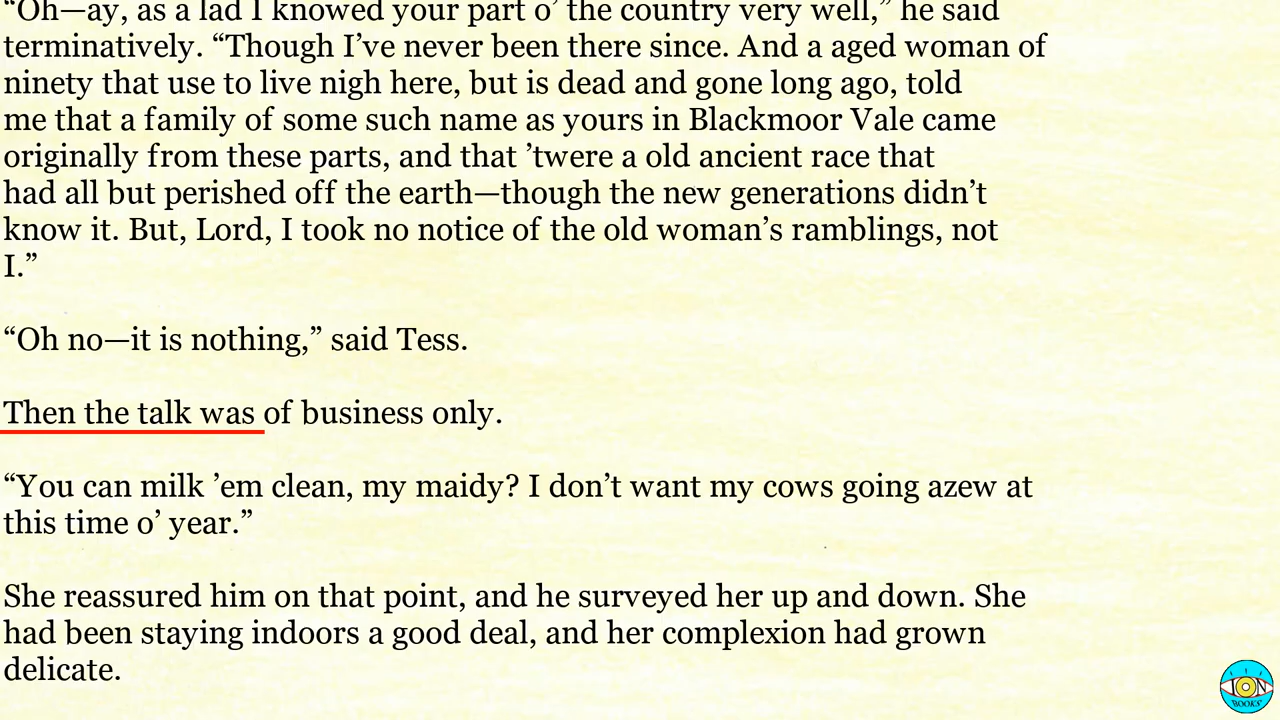 “Oh—ay, as a lad I knowed your part o’ the country very well,” he said
terminatively. “Though I’ve never been there since. And a aged woman of
ninety that use to live nigh here, but is dead and gone long ago, told
me that a family of some such name as yours in Blackmoor Vale came
originally from these parts, and that ’twere a old ancient race that
had all but perished off the earth—though the new generations didn’t
know it. But, Lord, I took no notice of the old woman’s ramblings, not
I.”
“Oh no—it is nothing,” said Tess.
Then the talk was of business only.
“You can milk ’em clean, my maidy? I don’t want my cows going azew at
this time o’ year.”
She reassured him on that point, and he surveyed her up and down. She
had been staying indoors a good deal, and her complexion had grown
delicate.
ION
BOOKS